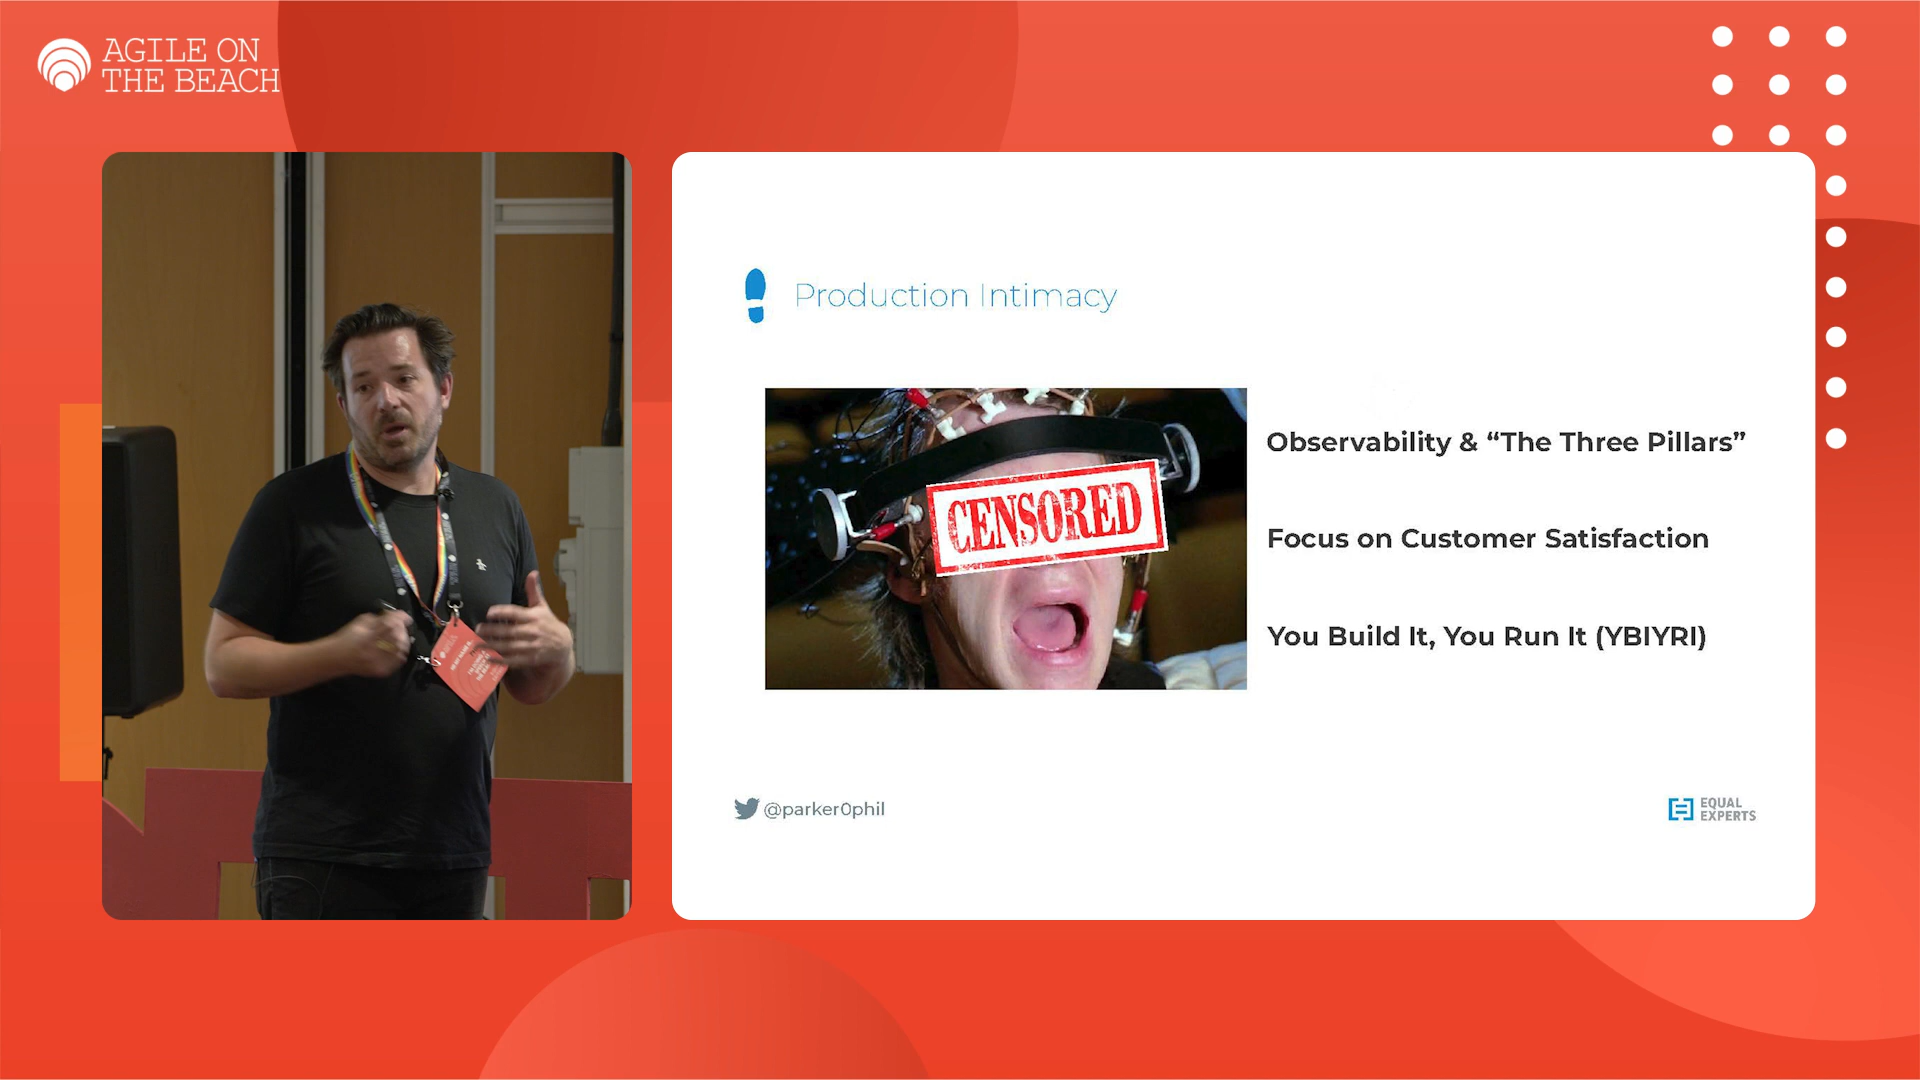 AGILE ON
THE BEACH
Production Intimacy
CENSORED
Observability & “The Three Pillars”
Focus on Customer Satisfaction
You Build It, You Run It (YBIYRI)
@parker0phil
EQUAL
EXPERTS